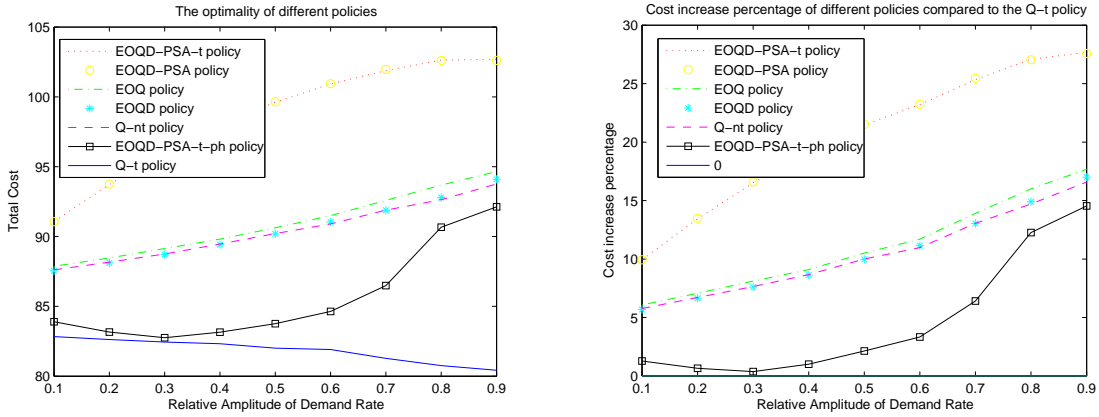 The optimality of different policies
105
100
95
90
85
80
Total Cost
EOQD−PSA−t policy
EOQD−PSA policy
EOQ policy
EOQD policy
Q−nt policy
EOQD−PSA−t−ph policy
Q−t policy
0.1 0.2 0.3 0.4 0.5 0.6 0.7 0.8 0.9
Relative Amplitude of Demand Rate
Cost increase percentage of different policies compared to the Q−t policy
30
25
20
15
10
5
0
Cost increase percentage
EOQD−PSA−t policy
EOQD−PSA policy
EOQ policy
EOQD policy
Q−nt policy
EOQD−PSA−t−ph policy
0
0.1 0.2 0.3 0.4 0.5 0.6 0.7 0.8 0.9
Relative Amplitude of Demand Rate